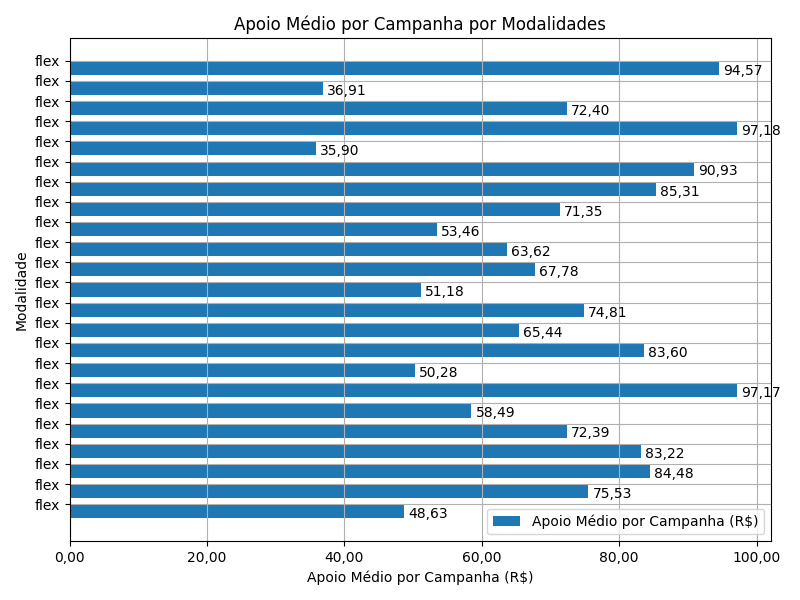 Apoio Médio por Campanha por Modalidades
flex
94,57
flex
36,91
flex
72,40
flex
97,18
flex
35,90
flex
90,93
flex
85,31
flex
71,35
flex
53,46
flex
63,62
flex
67,78
flex
51,18
flex
74,81
flex
65,44
flex
83,60
flex
50,28
flex
97,17
flex
58,49
flex
72,39
flex
83,22
flex
84,48
flex
75,53
flex
48,63
Modalidade
Apoio Médio por Campanha (R$)
0,00 20,00 40,00 60,00 80,00 100,00
Apoio Médio por Campanha (R$)